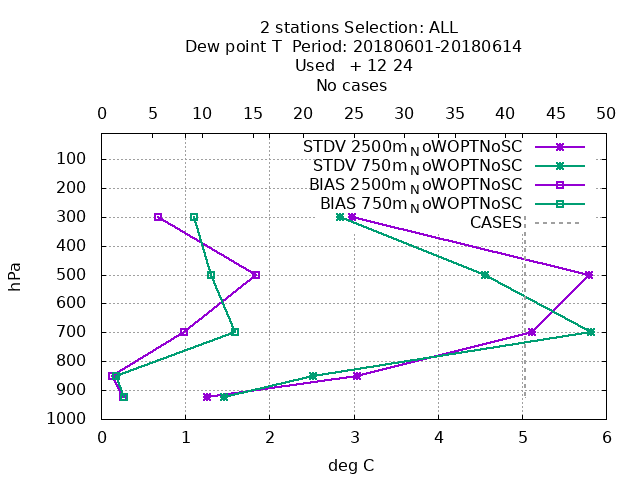 2 stations Selection: ALL
Dew point T  Period: 20180601-20180614
Used   + 12 24
No cases
0 5 10 15 20 25 30 35 40 45 50
STDV 2500m_NoWOPTNoSC
STDV 750m_NoWOPTNoSC
BIAS 2500m_NoWOPTNoSC
BIAS 750m_NoWOPTNoSC
CASES
100
200
300
400
500
600
700
800
900
1000
hPa
0 1 2 3 4 5 6
deg C